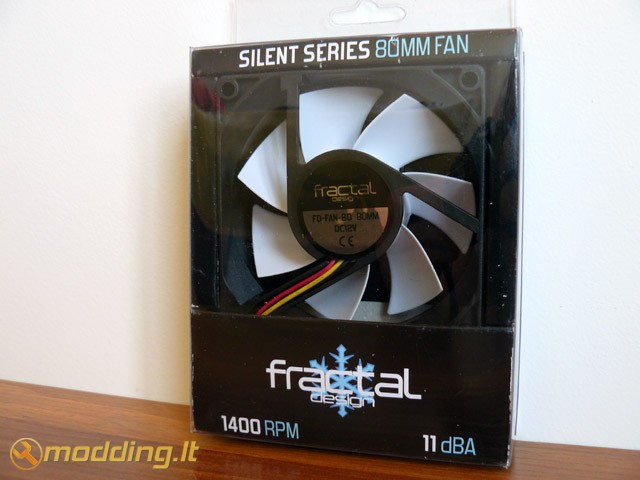 SILENT SERIES 80MM FAN
fractal
design
FD-FAN-80 80MM
DC12V
CE
fractal
design
1400 RPM
11 dBA
modding.lt